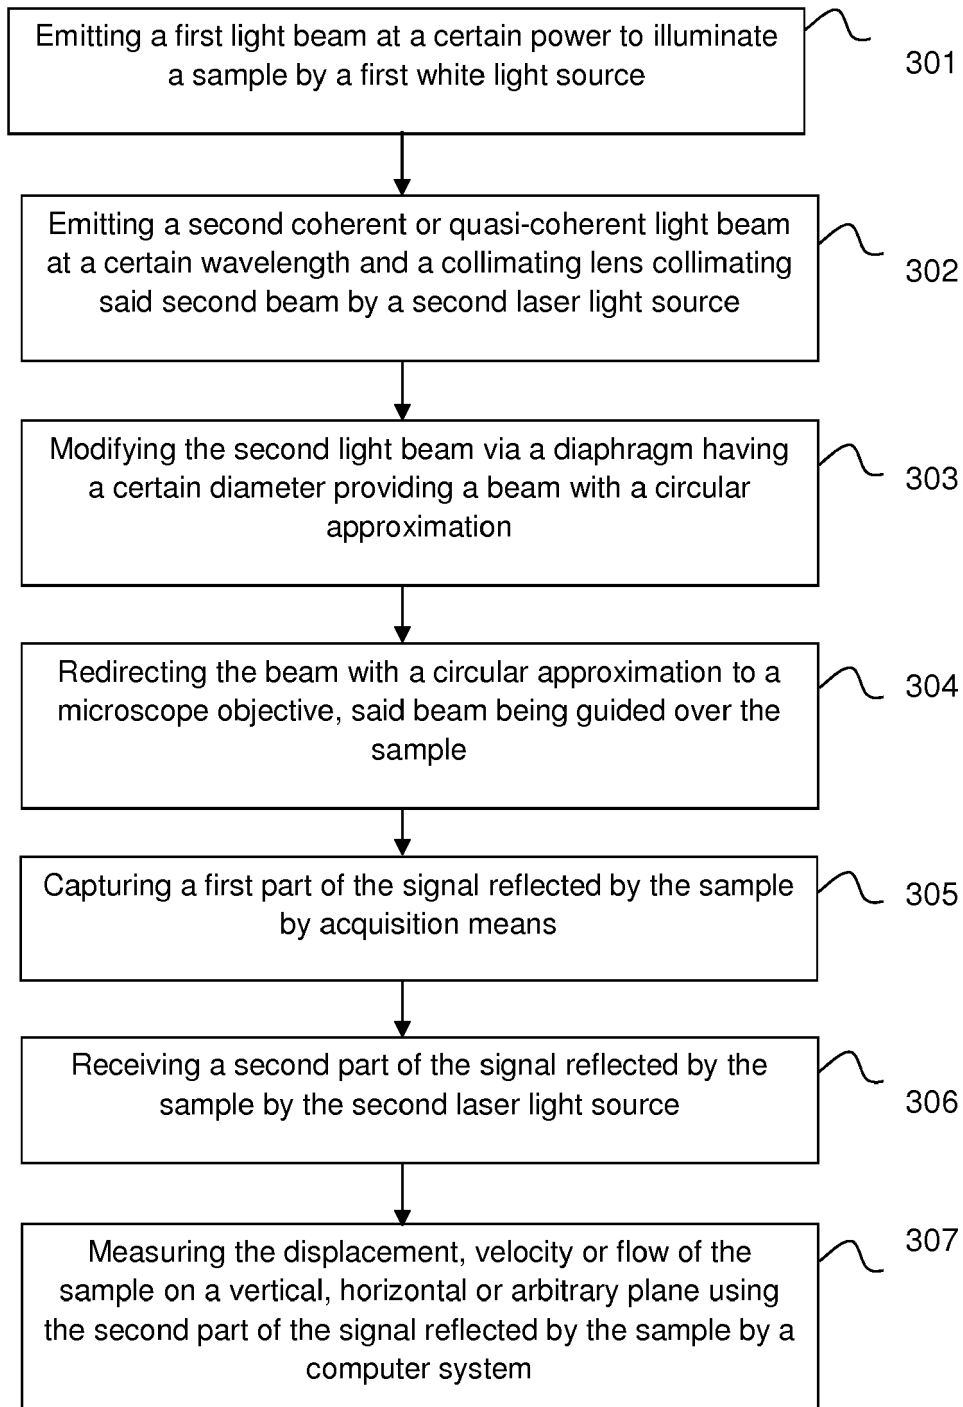 Emitting a first light beam at a certain power to illuminate
a sample by a first white light source
301
Emitting a second coherent or quasi-coherent light beam
at a certain wavelength and a collimating lens collimating
said second beam by a second laser light source
302
Modifying the second light beam via a diaphragm having
a certain diameter providing a beam with a circular
approximation
303
Redirecting the beam with a circular approximation to a
microscope objective, said beam being guided over the
sample
304
Capturing a first part of the signal reflected by the sample
by acquisition means
305
Receiving a second part of the signal reflected by the
sample by the second laser light source
306
Measuring the displacement, velocity or flow of the
sample on a vertical, horizontal or arbitrary plane using
the second part of the signal reflected by the sample by a
computer system
307